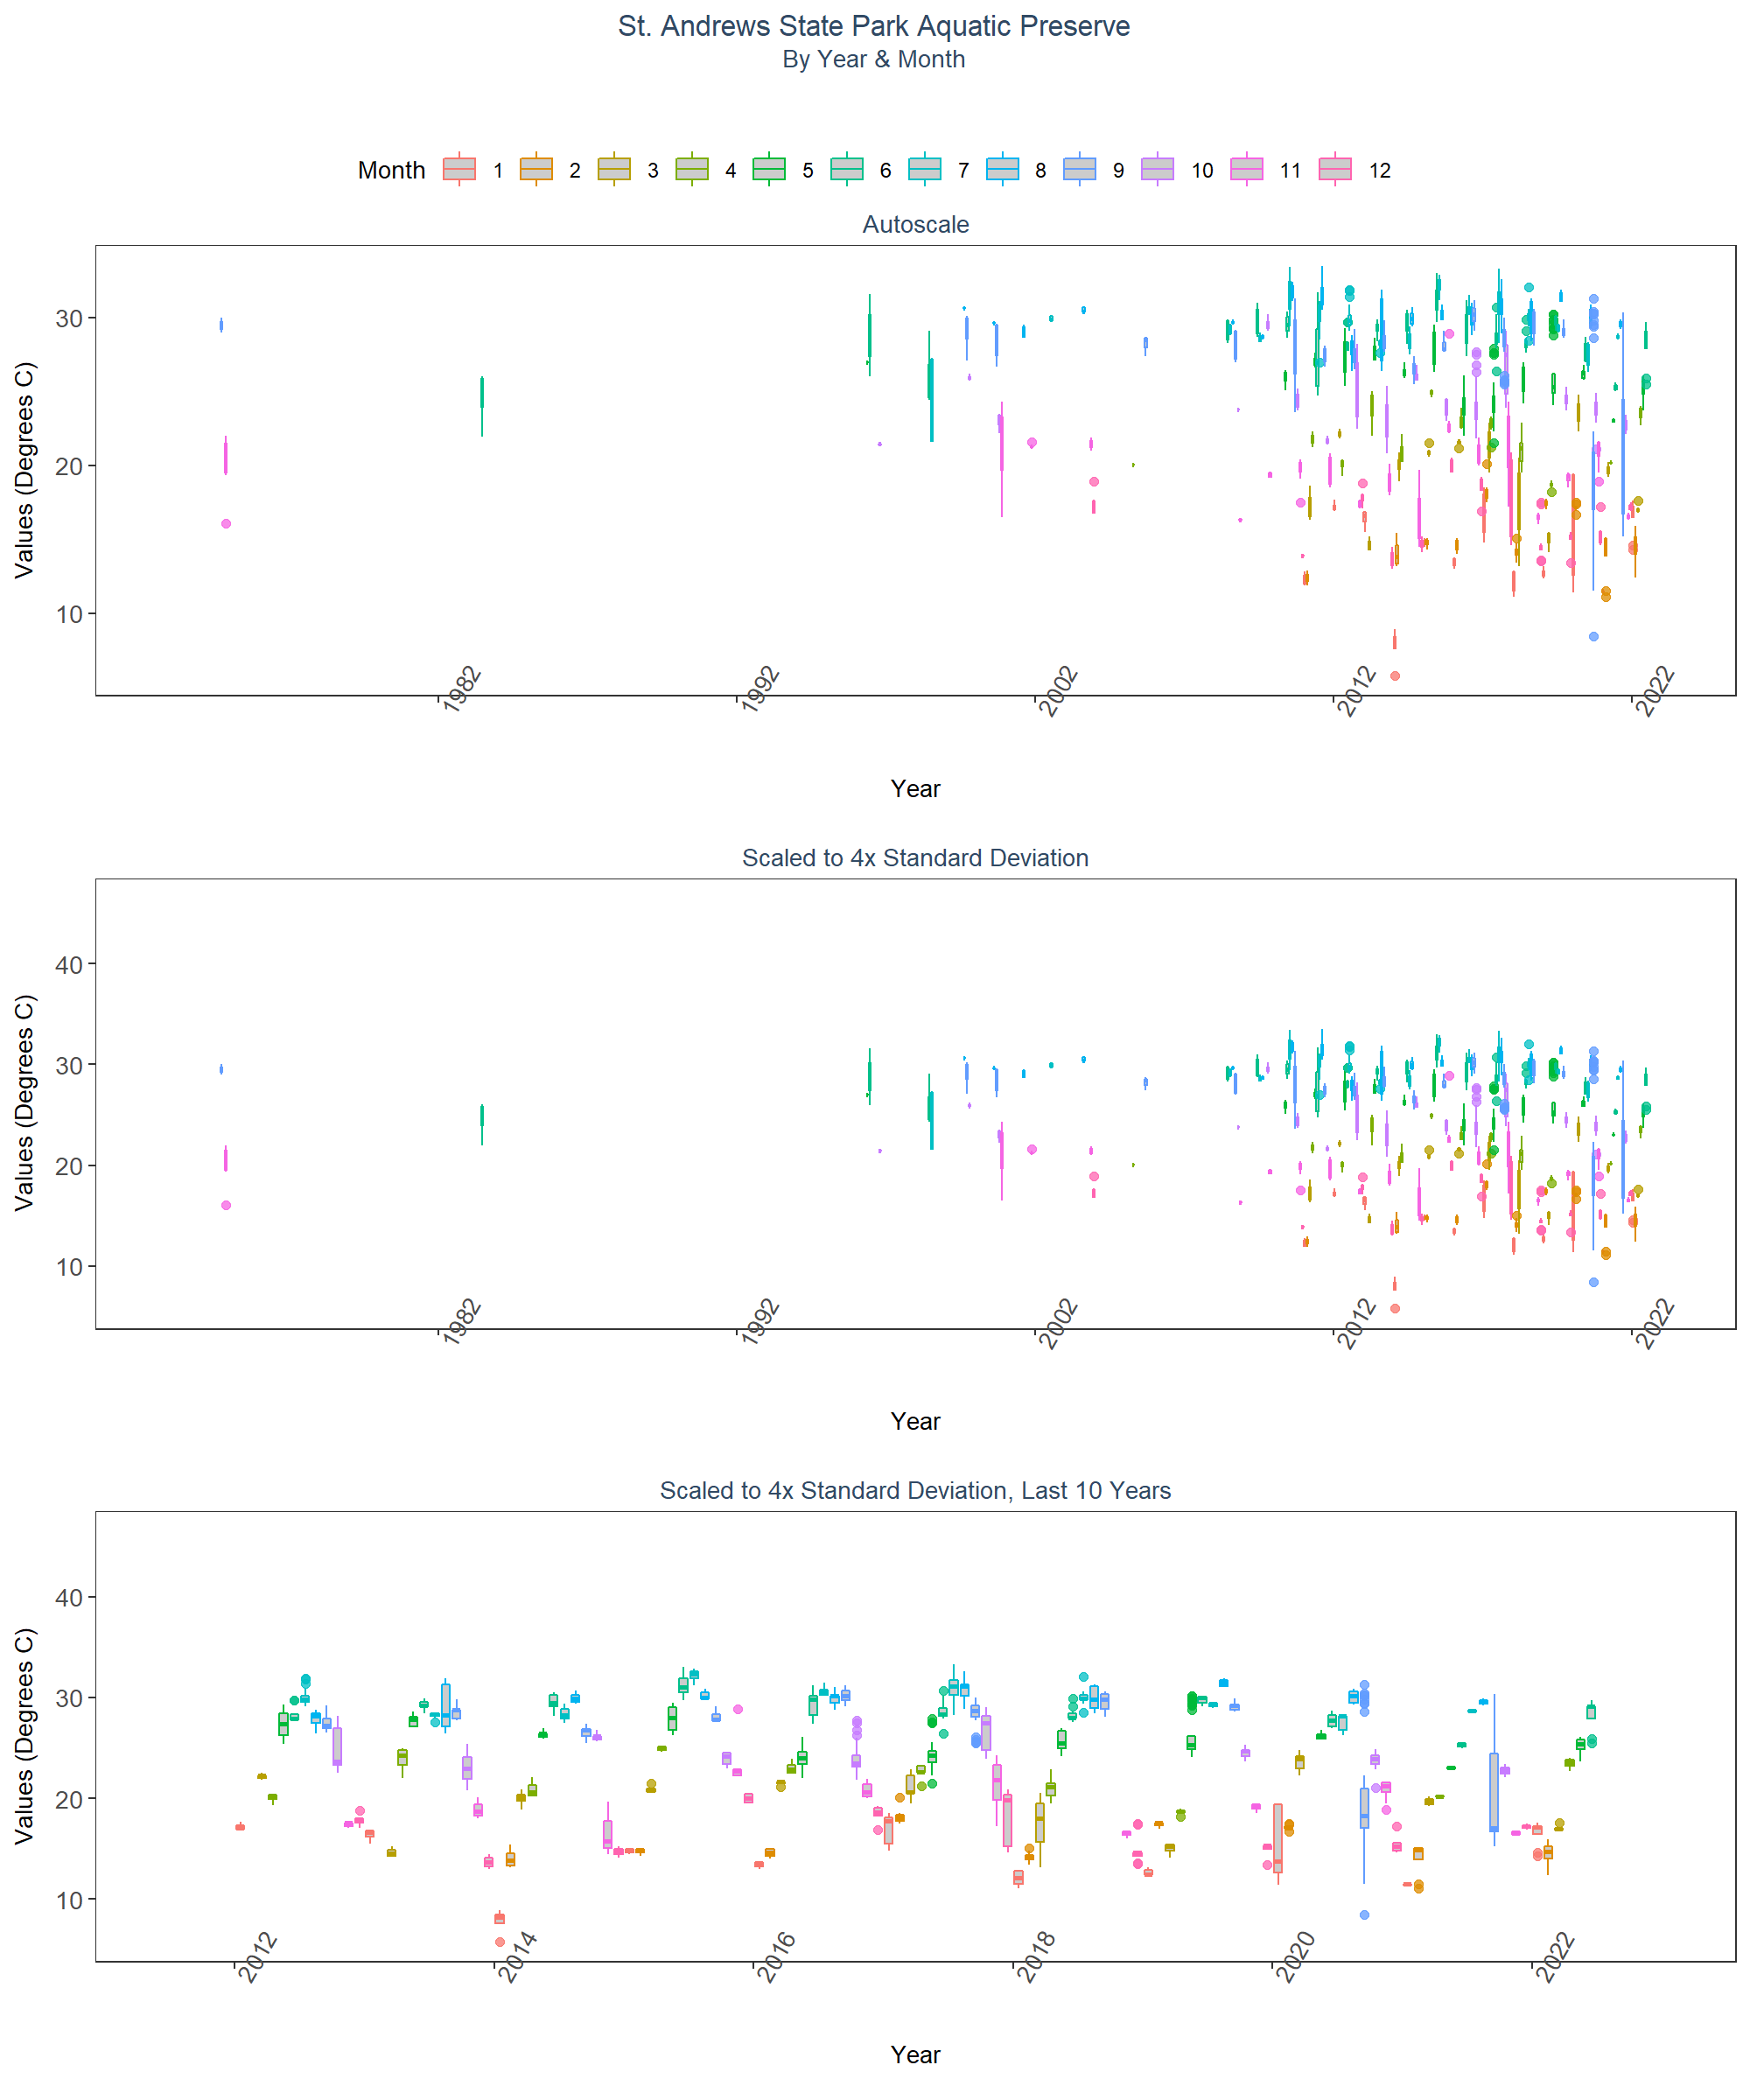 St. Andrews State Park Aquatic Preserve
By Year & Month
Month 1 2 3 4 5 6 7 8 9 10 11 12
Autoscale
Values (Degrees C)
30
20
10
1982 1992 2002 2012 2022
Year
Scaled to 4x Standard Deviation
Values (Degrees C)
40
30
20
10
1982 1992 2002 2012 2022
Year
Scaled to 4x Standard Deviation, Last 10 Years
Values (Degrees C)
40
30
20
10
2012 2014 2016 2018 2020 2022
Year